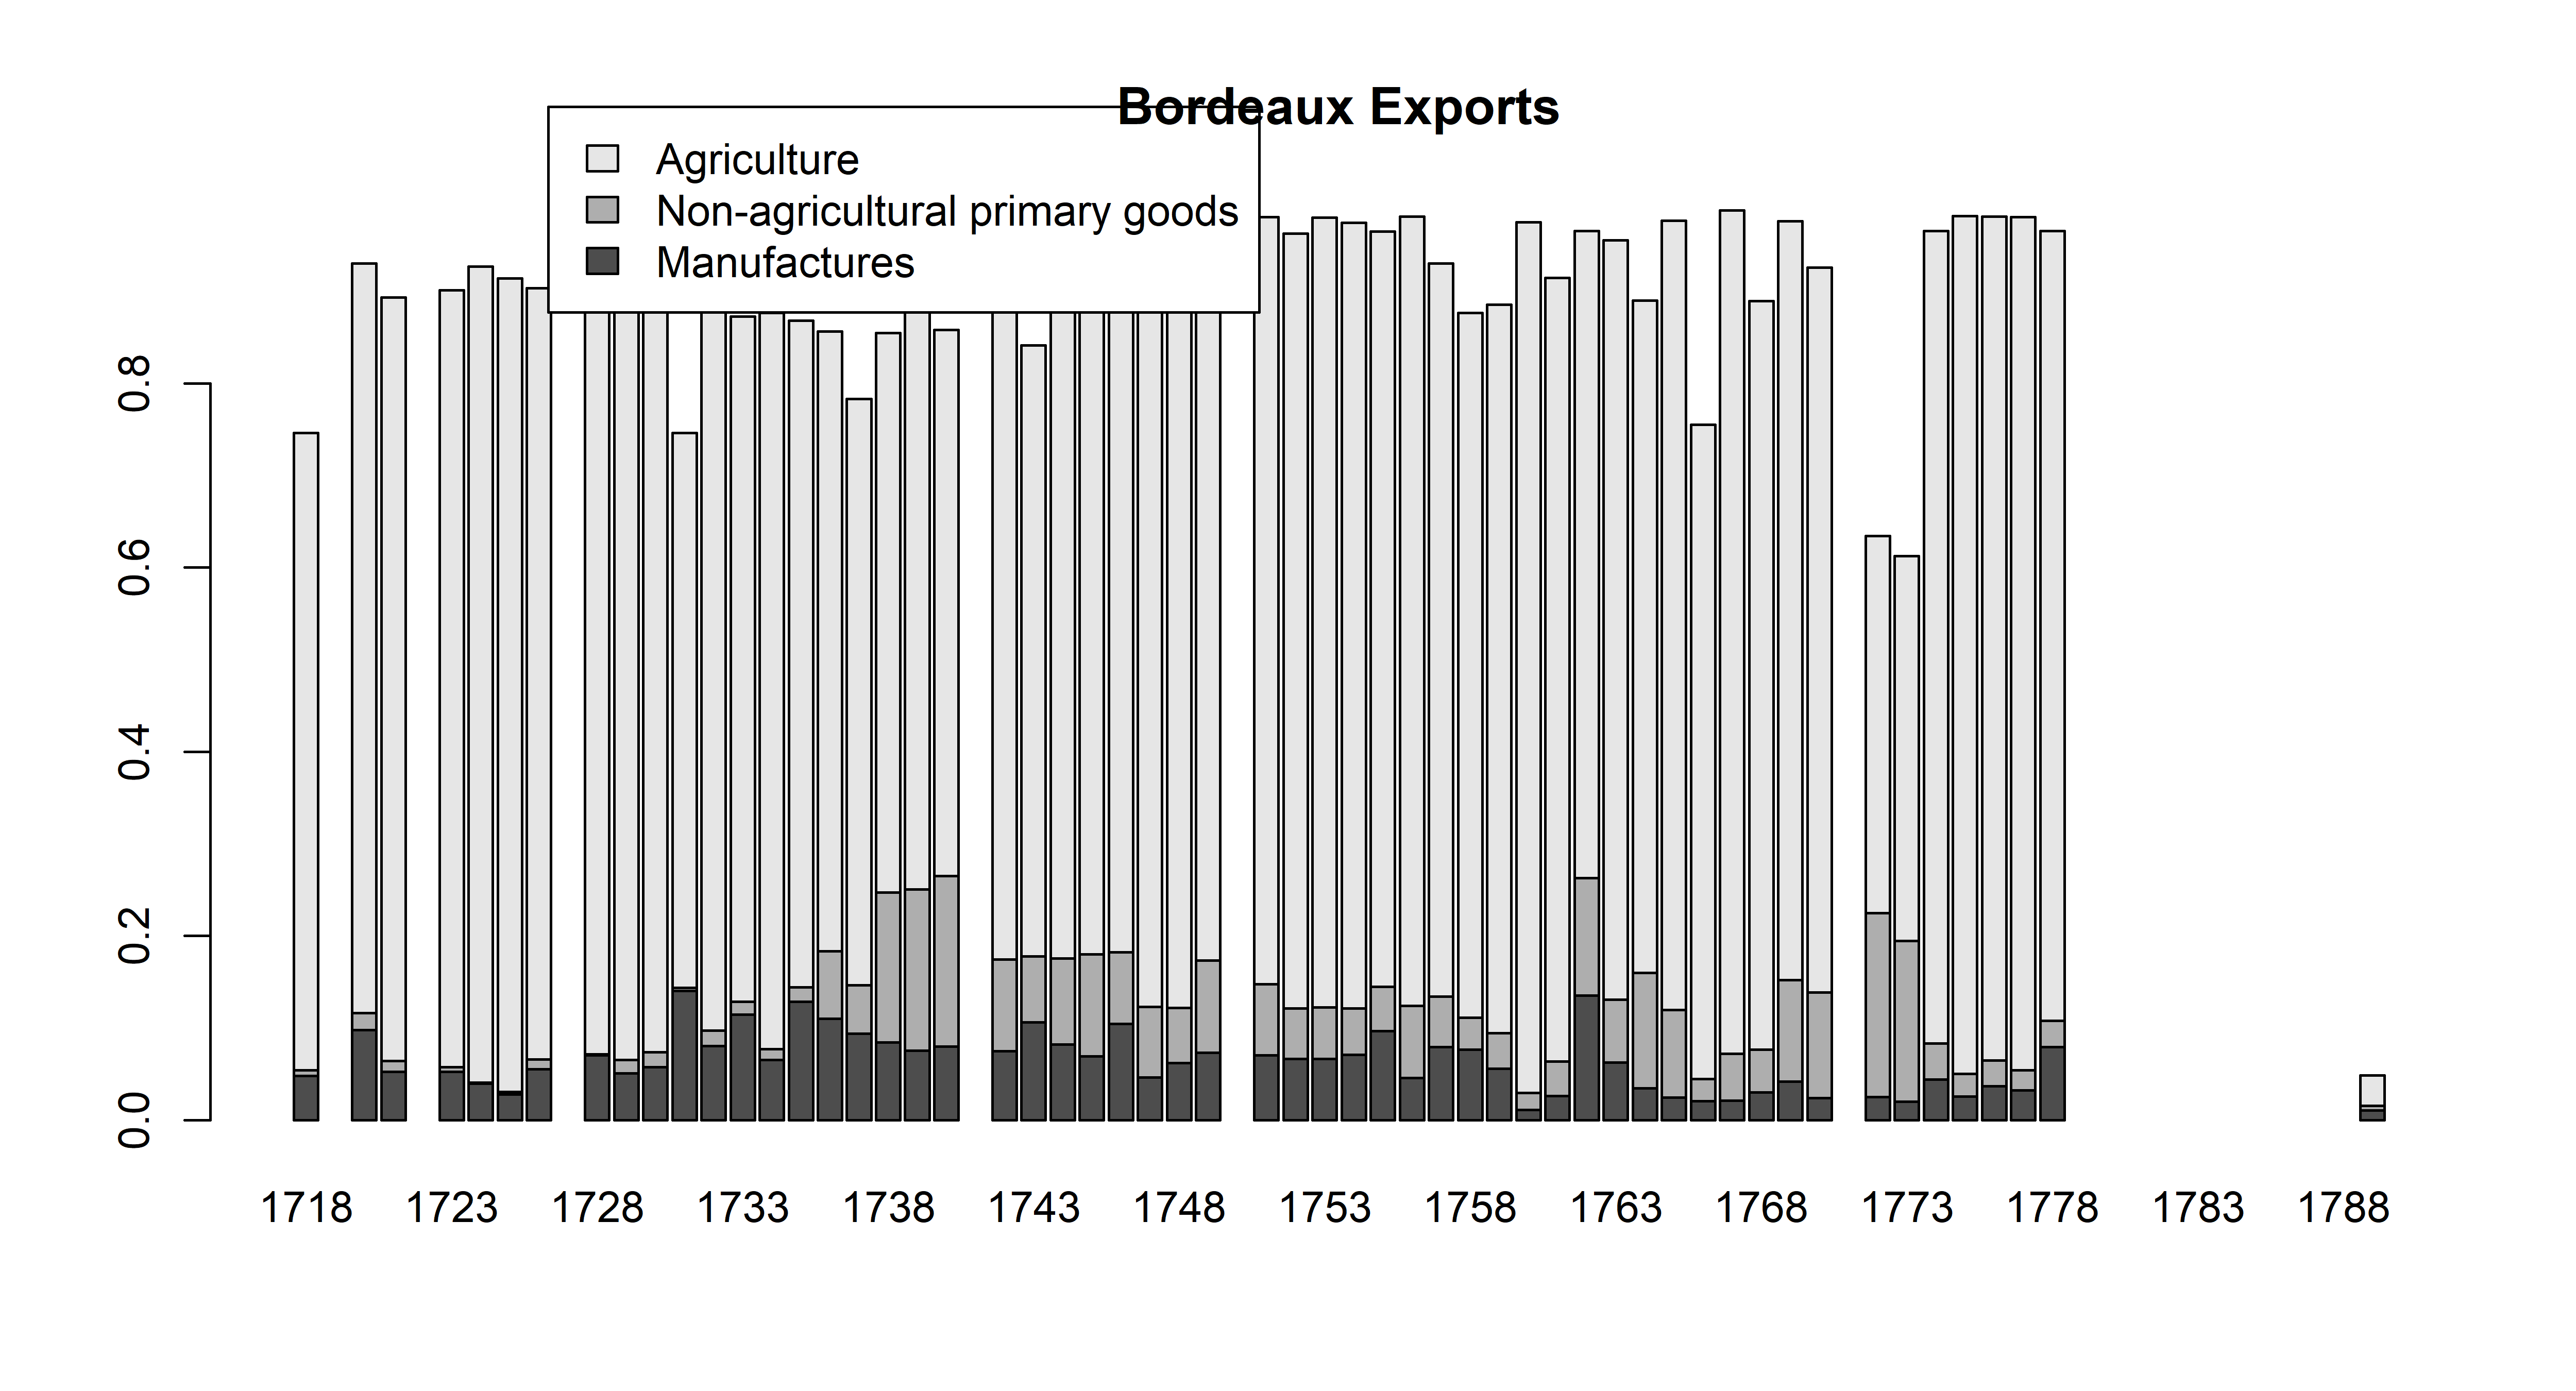 Bordeaux Exports
Agriculture
Non-agricultural primary goods
Manufactures
0.8
0.6
0.4
0.2
0.0
1718 1723 1728 1733 1738 1743 1748 1753 1758 1763 1768 1773 1778 1783 1788